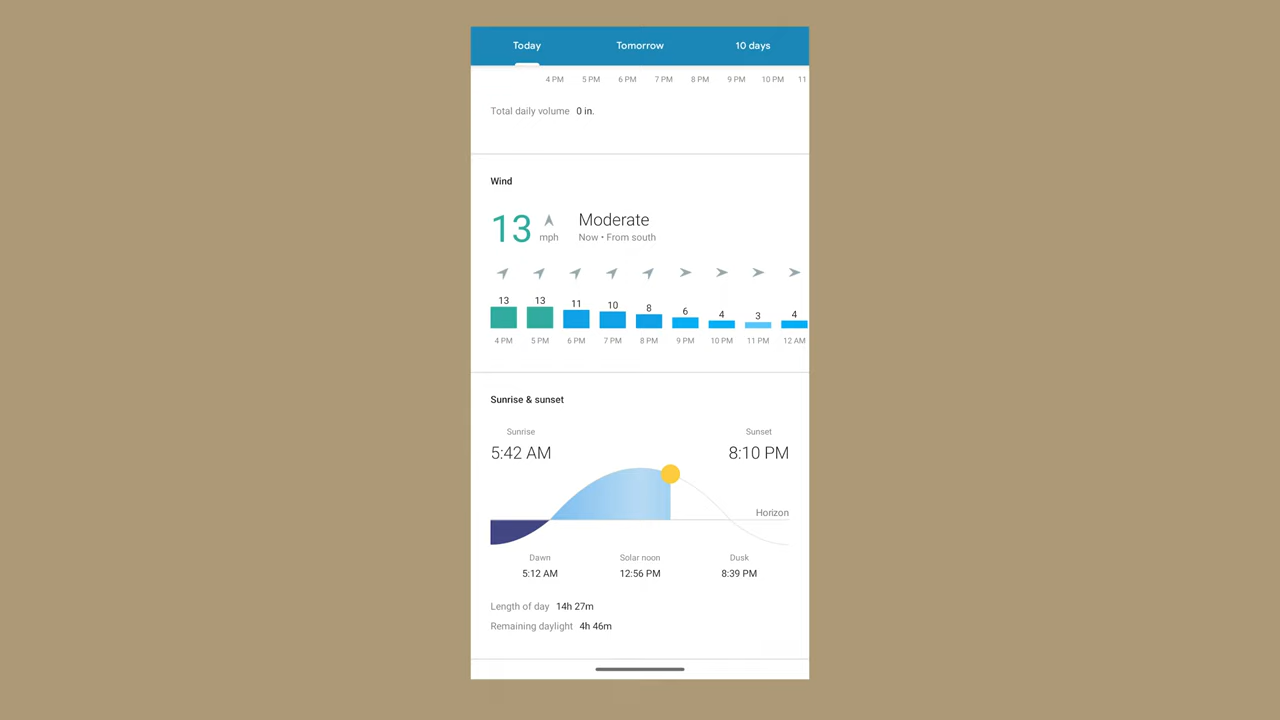 Today Tomorrow 10 days
4 PM 5 PM 6 PM 7 PM 8 PM 9 PM 10 PM 11
Total daily volume 0 in.
Wind
13 mph Moderate
Now • From south
13 13 11 10 8 6 4 3 4
4 PM 5 PM 6 PM 7 PM 8 PM 9 PM 10 PM 11 PM 12 AM
Sunrise & sunset
Sunrise Sunset
5:42 AM 8:10 PM
Horizon
Dawn Solar noon Dusk
5:12 AM 12:56 PM 8:39 PM
Length of day 14h 27m
Remaining daylight 4h 46m